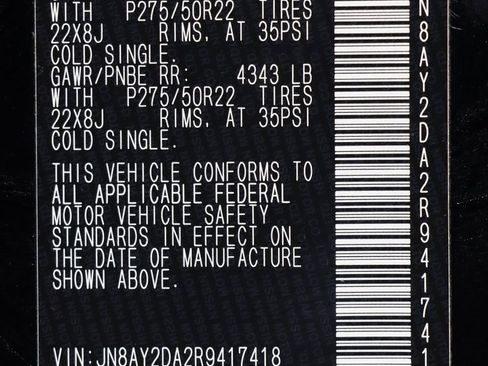 WITH P275/50R22 TIRES
22X8J RIMS, AT 35PSI
COLD SINGLE.
GAWR/PNBE RR: 4343 LB
WITH P275/50R22 TIRES
22X8J RIMS, AT 35PSI
COLD SINGLE.
THIS VEHICLE CONFORMS TO
ALL APPLICABLE FEDERAL
MOTOR VEHICLE SAFETY
STANDARDS IN EFFECT ON
THE DATE OF MANUFACTURE
SHOWN ABOVE.
VIN:JN8AY2DA2R9417418
N8AY2DA2R941741